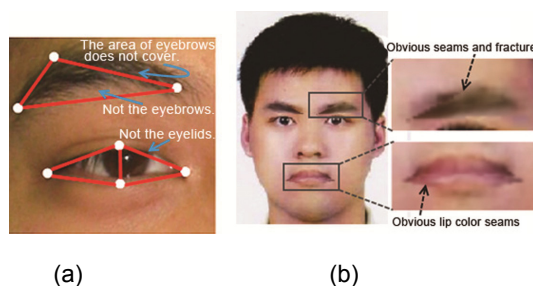 The area of eyebrows
does not cover.
Not the eyebrows.
Not the eyelids.
Obvious seams and fracture
Obvious lip color seams
(a)
(b)